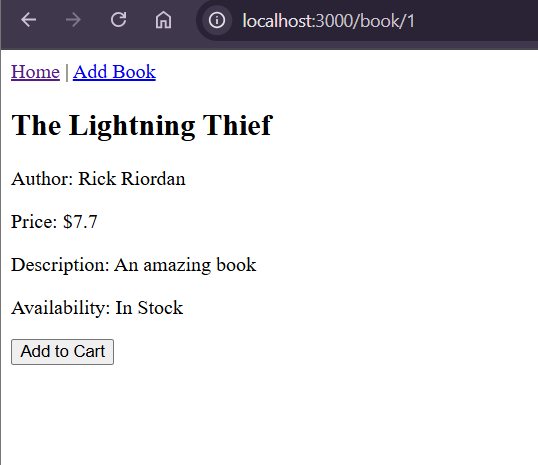 localhost:3000/book/1
Home | Add Book
The Lightning Thief
Author: Rick Riordan
Price: $7.7
Description: An amazing book
Availability: In Stock
Add to Cart